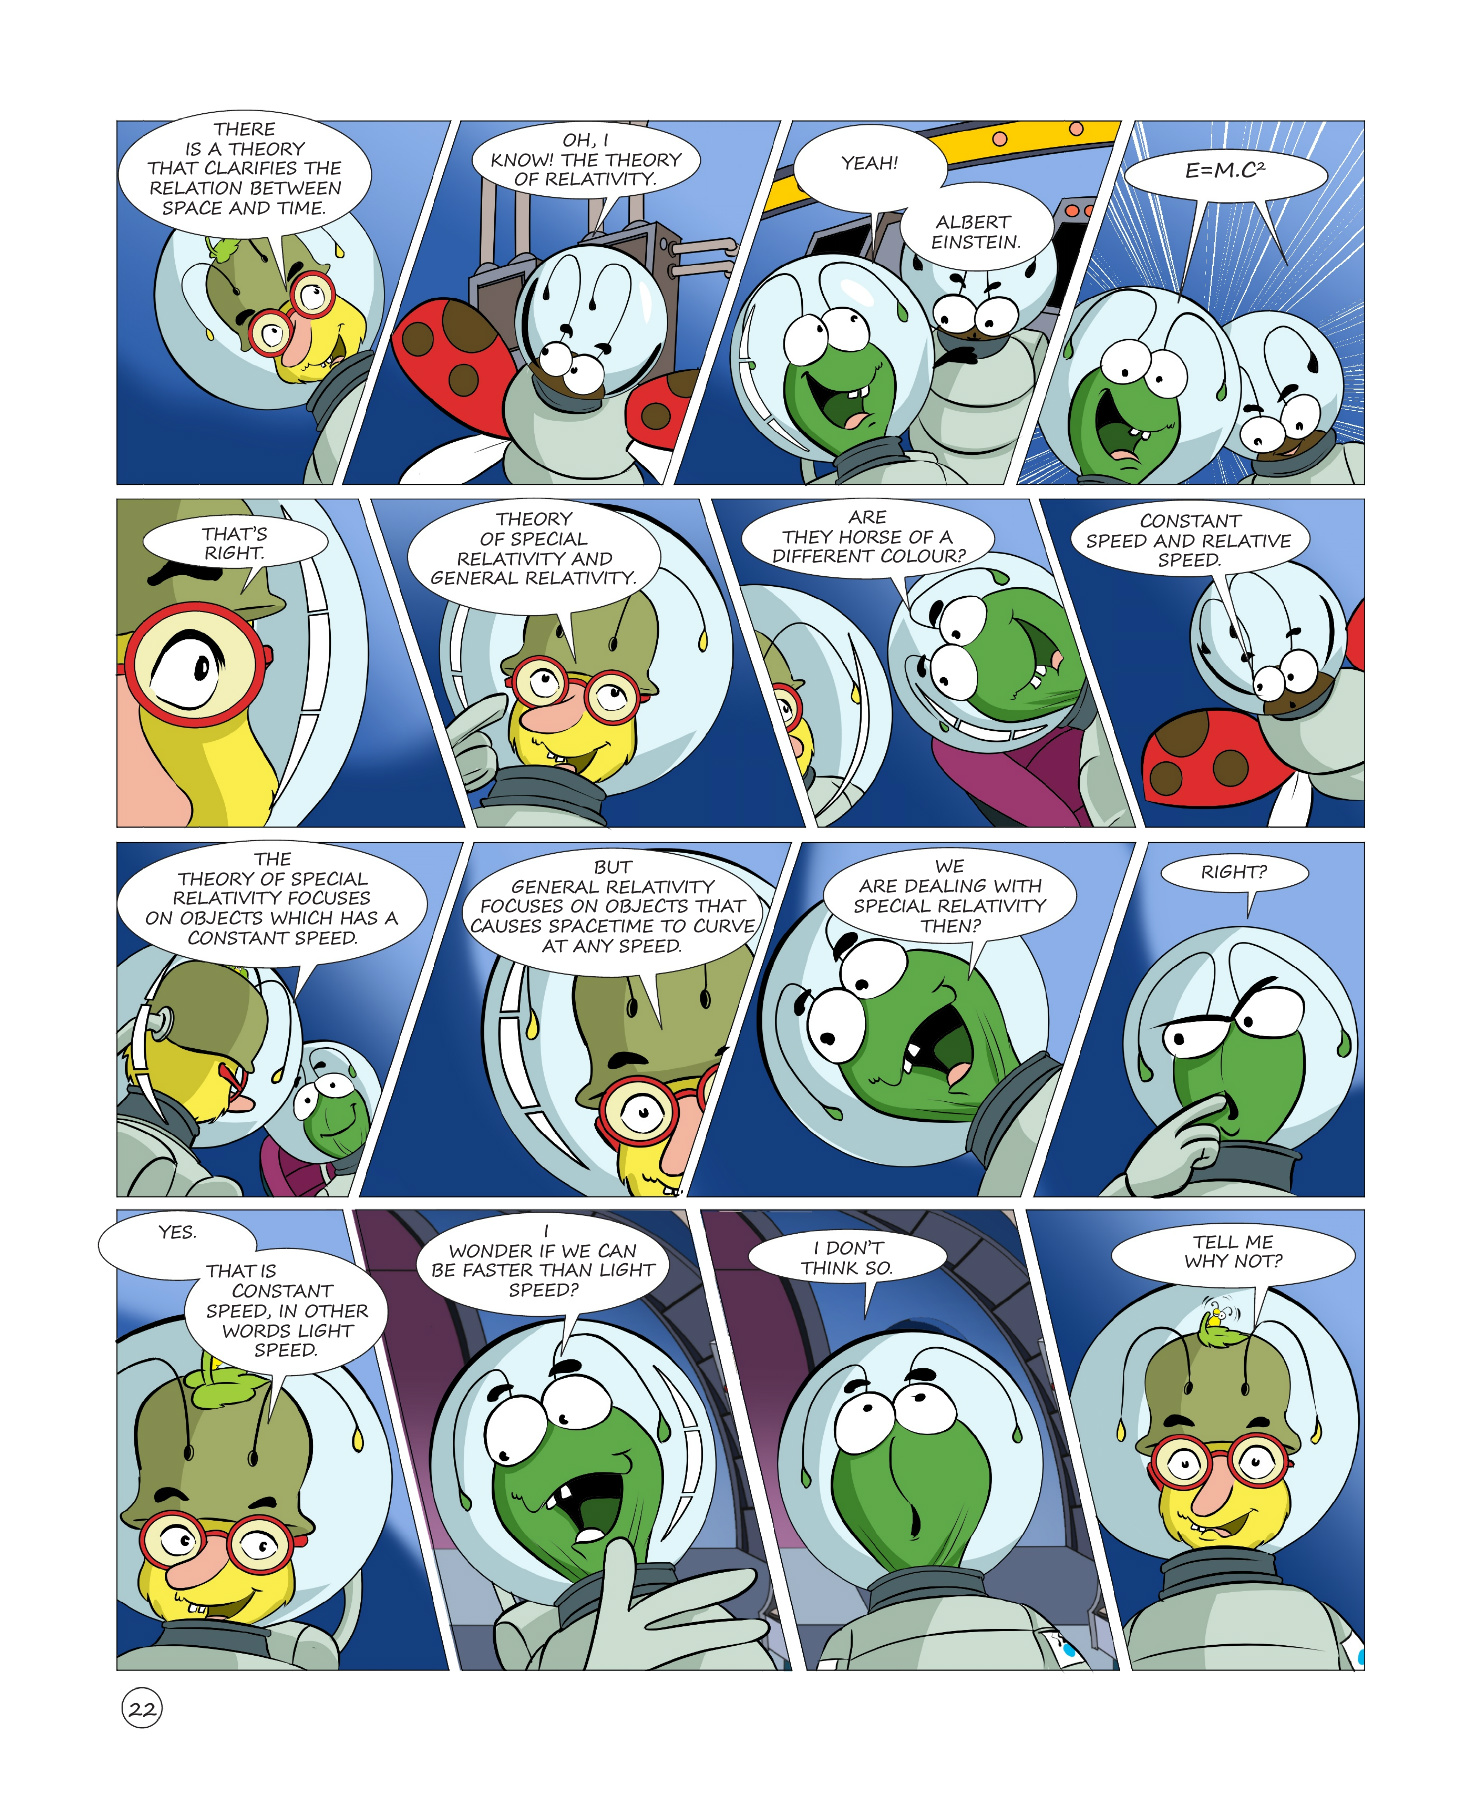 THERE
IS A THEORY
THAT CLARIFIES THE
RELATION BETWEEN
SPACE AND TIME.
OH, I
KNOW! THE THEORY
OF RELATIVITY.
YEAH!
ALBERT
EINSTEIN.
E=M.C²
THAT'S
RIGHT.
THEORY
OF SPECIAL
RELATIVITY AND
GENERAL RELATIVITY.
ARE
THEY HORSE OF A
DIFFERENT COLOUR?
CONSTANT
SPEED AND RELATIVE
SPEED.
THE
THEORY OF SPECIAL
RELATIVITY FOCUSES
ON OBJECTS WHICH HAS A
CONSTANT SPEED.
BUT
GENERAL RELATIVITY
FOCUSES ON OBJECTS THAT
CAUSES SPACETIME TO CURVE
AT ANY SPEED.
WE
ARE DEALING WITH
SPECIAL RELATIVITY
THEN?
RIGHT?
YES.
THAT IS
CONSTANT
SPEED, IN OTHER
WORDS LIGHT
SPEED.
I
WONDER IF WE CAN
BE FASTER THAN LIGHT
SPEED?
I DON'T
THINK SO.
TELL ME
WHY NOT?
22